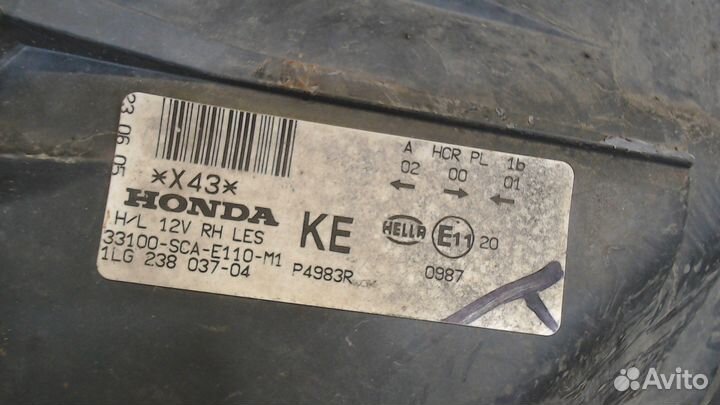 23 06 05
*X43*
HONDA
H/L 12V RH LES
33100-SCA-E110-M1
1LG 238 037-04 P4983R
KE
A HCR PL 1b
02 00 01
← → ←
HELLA E11 20
0987
Avito